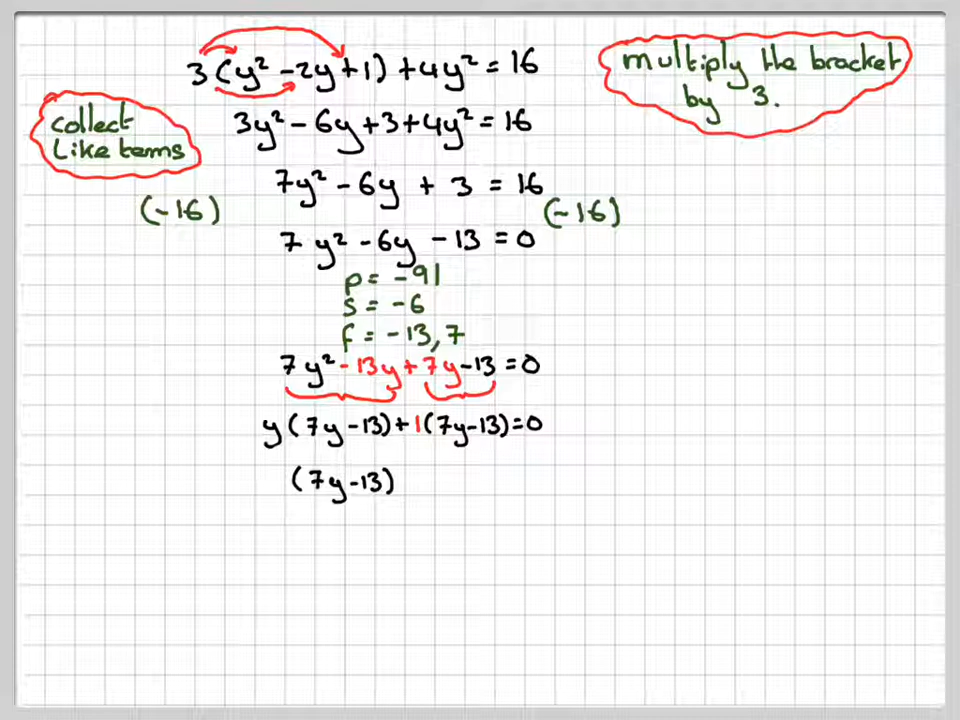 3(y² -2y+1) +4y² = 16
multiply the bracket
by 3.
collect
Like terms
3y² - 6y + 3 + 4y² = 16
7y² - 6y + 3 = 16
(-16)
(-16)
7y² - 6y - 13 = 0
p = -91
s = -6
f = -13, 7
7y² - 13y + 7y - 13 = 0
y(7y-13)+1(7y-13)=0
(7y-13)